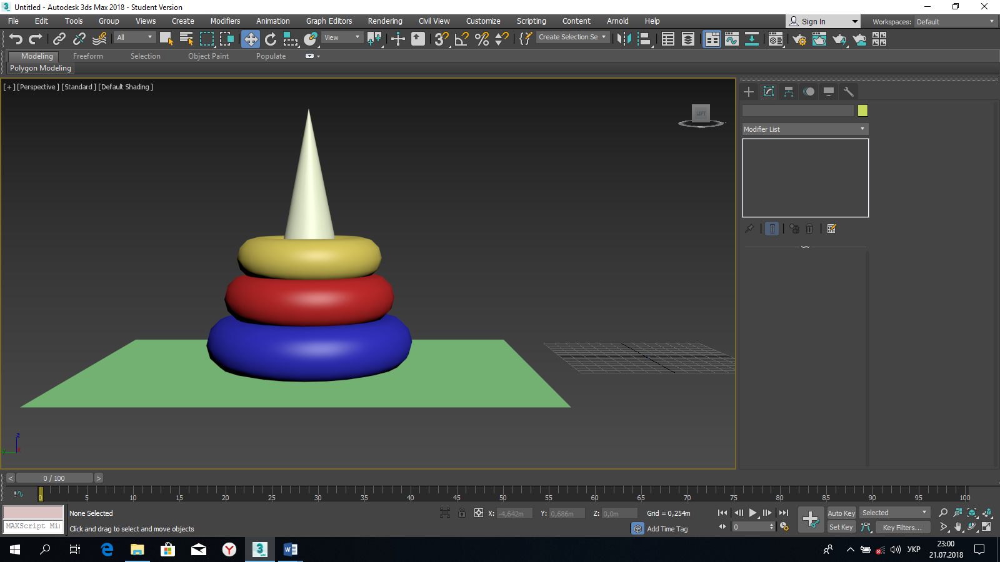 Untitled - Autodesk 3ds Max 2018 - Student Version
File Edit Tools Group Views Create Modifiers Animation Graph Editors Rendering Civil View Customize Scripting Content Arnold Help Sign In Workspaces: Default
All View Create Selection Se
Modeling Freeform Selection Object Paint Populate
Polygon Modeling
[+] [Perspective] [Standard] [Default Shading]
LEFT
Modifier List
z
y x
< 0 / 100 >
0 5 10 15 20 25 30 35 40 45 50 55 60 65 70 75 80 85 90 95 100
None Selected X: -4,642m Y: 0,686m Z: 0,0m Grid = 0,254m Auto Key Selected
MAXScript Mi
Click and drag to select and move objects Add Time Tag 0 Set Key Key Filters...
УКР 23:00
21.07.2018